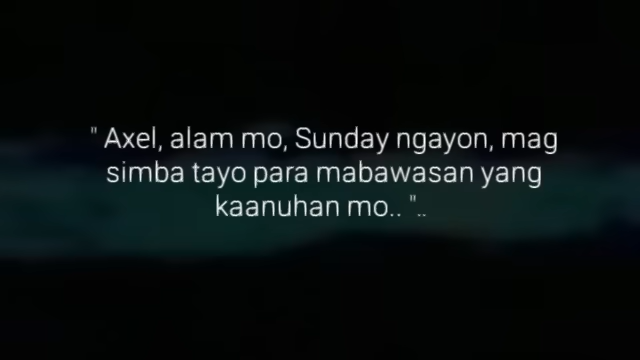 " Axel, alam mo, Sunday ngayon, mag
simba tayo para mabawasan yang
kaanuhan mo.. "..